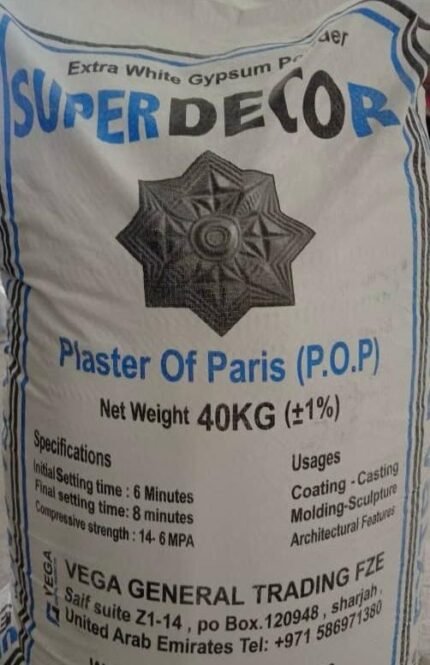 Extra White Gypsum
SUPERDECOR
Plaster Of Paris (P.O.P)
Net Weight 40KG (±1%)
Specifications
Initial Setting time : 6 Minutes
Final setting time: 8 minutes
Compressive strength : 14- 6 MPA
Usages
Coating - Casting
Molding-Sculpture
Architectural Features
VEGA
VEGA GENERAL TRADING FZE
Saif suite Z1-14 , po Box.120948 , sharjah,
United Arab Emirates Tel: +971 586971380